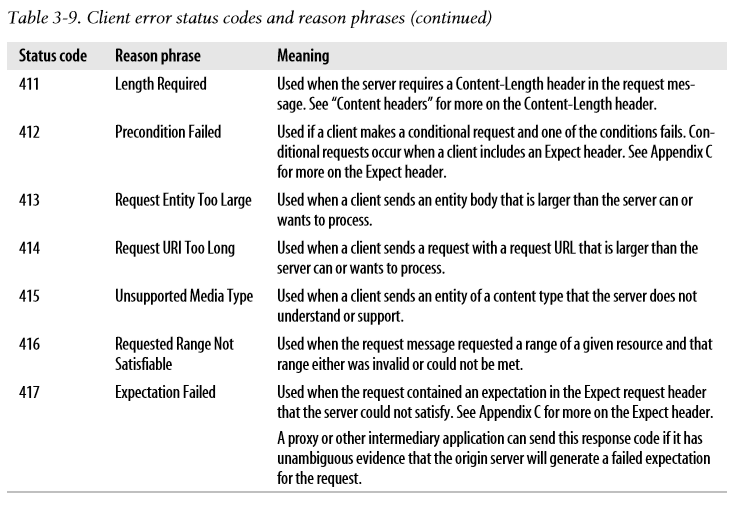 Table 3-9. Client error status codes and reason phrases (continued)
Status code Reason phrase Meaning
411 Length Required Used when the server requires a Content-Length header in the request mes-
sage. See “Content headers” for more on the Content-Length header.
412 Precondition Failed Used if a client makes a conditional request and one of the conditions fails. Con-
ditional requests occur when a client includes an Expect header. See Appendix C
for more on the Expect header.
413 Request Entity Too Large Used when a client sends an entity body that is larger than the server can or
wants to process.
414 Request URI Too Long Used when a client sends a request with a request URL that is larger than the
server can or wants to process.
415 Unsupported Media Type Used when a client sends an entity of a content type that the server does not
understand or support.
416 Requested Range Not Used when the request message requested a range of a given resource and that
Satisfiable range either was invalid or could not be met.
417 Expectation Failed Used when the request contained an expectation in the Expect request header
that the server could not satisfy. See Appendix C for more on the Expect header.
A proxy or other intermediary application can send this response code if it has
unambiguous evidence that the origin server will generate a failed expectation
for the request.